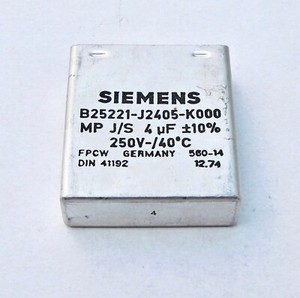 SIEMENS
B25221-J2405-K000
MP J/S 4 µF ±10%
250V-/40°C
FPCW GERMANY 560-14
DIN 41192 12.74
4